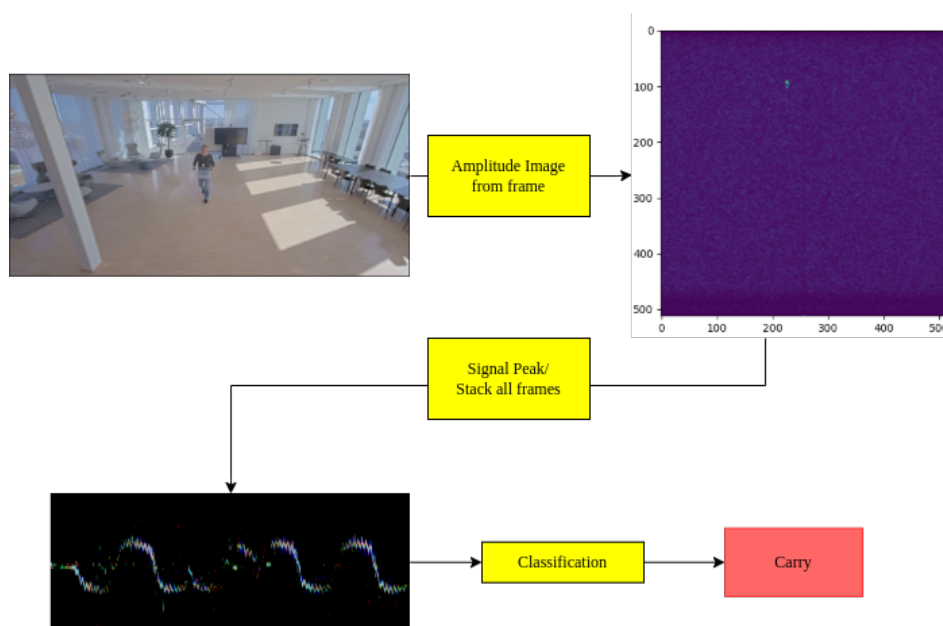 Amplitude Image
from frame
0
100
200
300
400
500
0
100
200
300
400
Signal Peak/
Stack all frames
Classification
Carry